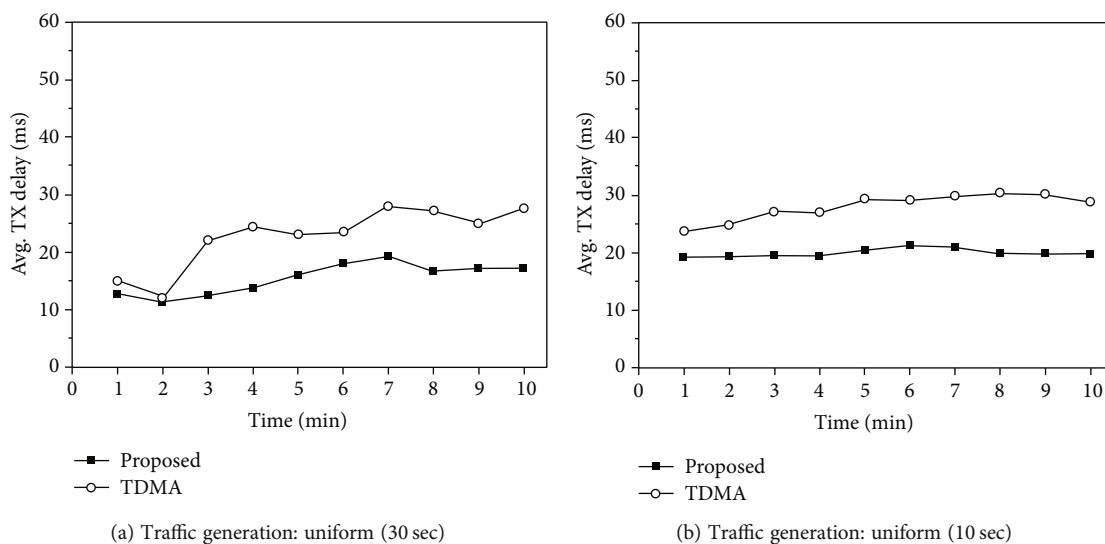 60
50
40
30
20
10
0
Avg. TX delay (ms)
0 1 2 3 4 5 6 7 8 9 10
Time (min)
Proposed
TDMA
(a) Traffic generation: uniform (30 sec)
60
50
40
30
20
10
0
Avg. TX delay (ms)
0 1 2 3 4 5 6 7 8 9 10
Time (min)
Proposed
TDMA
(b) Traffic generation: uniform (10 sec)